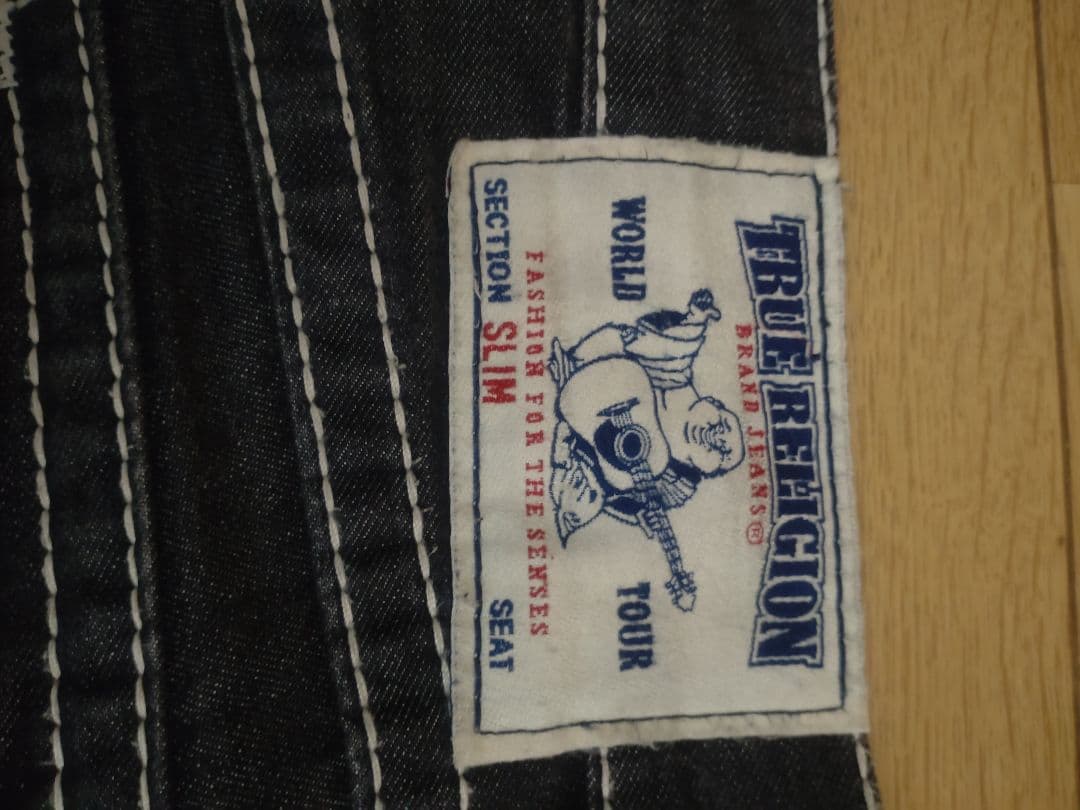 TRUE RELIGION
BRAND JEANS®
WORLD TOUR
FASHION FOR THE SENSES
SECTION SLIM SEAT